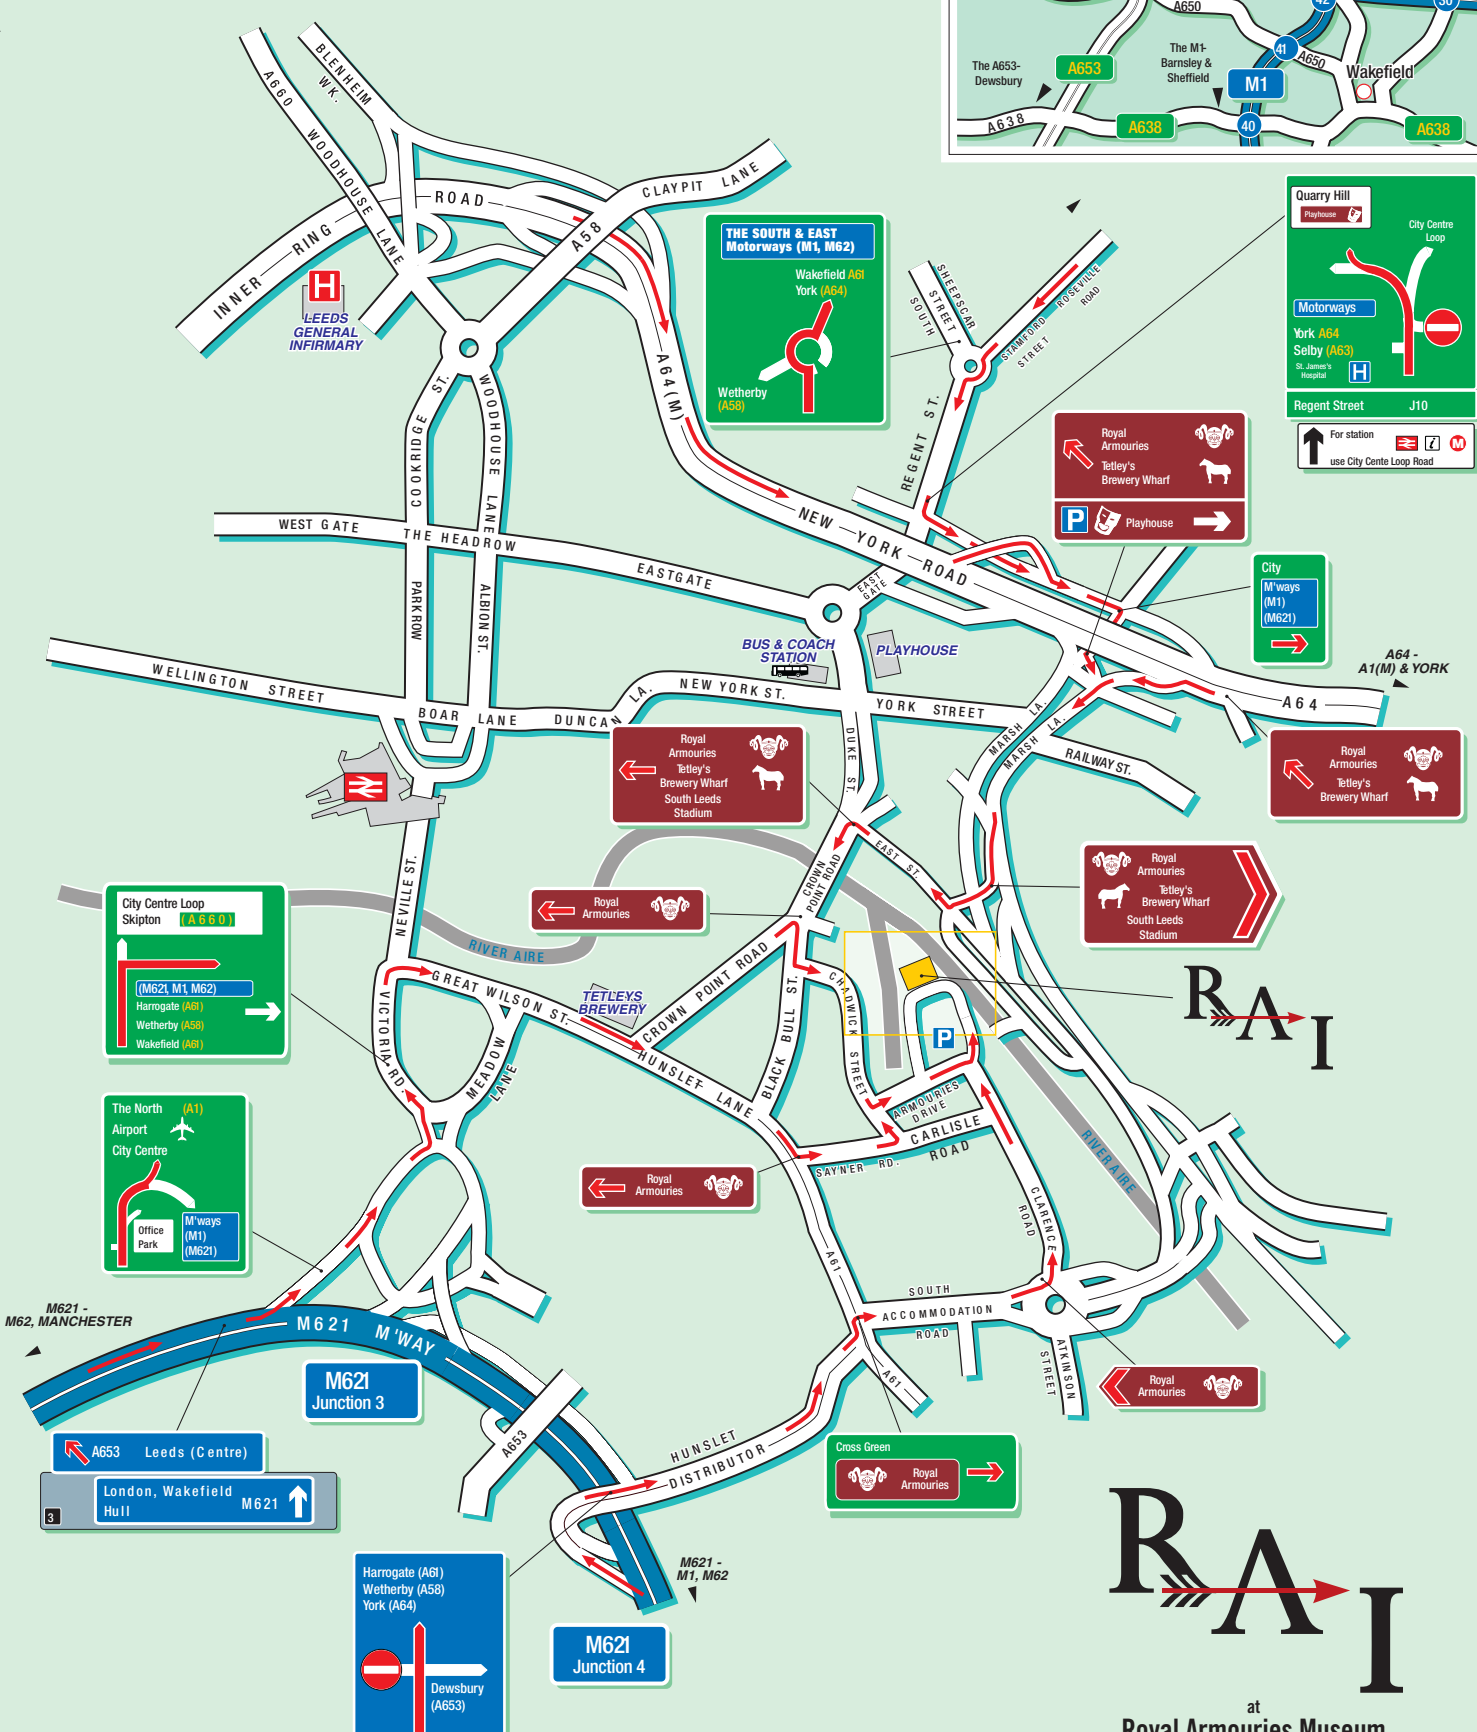 A650
42
30
41
A650
The M1-
Barnsley &
Sheffield
The A653-
Dewsbury
A653
M1
Wakefield
A638
A638
40
A638
BLENHEIM
WK.
A660
WOODHOUSE
LANE
INNER
RING
ROAD
A58
CLAYPIT LANE
H
LEEDS
GENERAL
INFIRMARY
THE SOUTH & EAST
Motorways (M1, M62)
Wakefield A61
York (A64)
Wetherby
(A58)
SHEEPSCAR
STREET
SOUTH
ROSEVILLE
ROAD
STAMFORD
STREET
REGENT ST.
Quarry Hill
Playhouse
City Centre
Loop
Motorways
York A64
Selby (A63)
St. James's
Hospital
H
Regent Street J10
For station
i
M
use City Cente Loop Road
A64(M)
COOKRIDGE ST.
WOODHOUSE LANE
Royal
Armouries
Tetley's
Brewery Wharf
P
Playhouse
WEST GATE
THE HEADROW
EASTGATE
NEW YORK ROAD
EAST
GATE
PARK ROW
ALBION ST.
City
M'ways
(M1)
(M621)
BUS & COACH
STATION
PLAYHOUSE
A64 -
A1(M) & YORK
WELLINGTON STREET
BOAR LANE
DUNCAN LA.
NEW YORK ST.
YORK STREET
A64
MARSH LA.
MARSH LA.
RAILWAY ST.
DUKE ST.
Royal
Armouries
Tetley's
Brewery Wharf
South Leeds
Stadium
Royal
Armouries
Tetley's
Brewery Wharf
EAST ST.
CROWN
POINT ROAD
NEVILLE ST.
Royal
Armouries
Tetley's
Brewery Wharf
South Leeds
Stadium
Royal
Armouries
City Centre Loop
Skipton (A660)
(M621, M1, M62)
Harrogate (A61)
Wetherby (A58)
Wakefield (A61)
RIVER AIRE
GREAT WILSON ST.
TETLEYS
BREWERY
CROWN POINT ROAD
VICTORIA RD.
MEADOW
LANE
HUNSLET LANE
BLACK BULL ST.
CHADWICK STREET
P
RAI
ARMOURIES
DRIVE
CARLISLE
ROAD
SAYNER RD.
RIVER AIRE
The North (A1)
Airport
City Centre
Office
Park
M'ways
(M1)
(M621)
Royal
Armouries
CLARENCE
ROAD
A61
SOUTH
ACCOMMODATION
ROAD
ATKINSON
STREET
A61
M621 -
M62, MANCHESTER
M621 M'WAY
M621
Junction 3
Royal
Armouries
A653 Leeds (Centre)
London, Wakefield
Hull
M621
3
A653
HUNSLET
DISTRIBUTOR
Cross Green
Royal
Armouries
Harrogate (A61)
Wetherby (A58)
York (A64)
Dewsbury
(A653)
M621 -
M1, M62
M621
Junction 4
RAI
at
Royal Armouries Museum